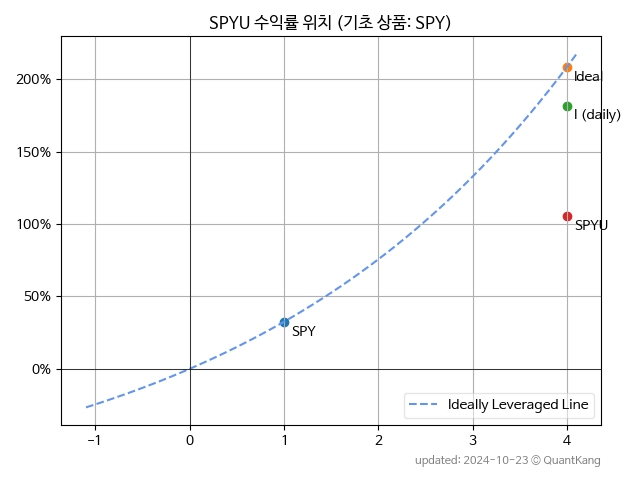 SPYU 수익률 위치 (기초 상품: SPY)
200%
150%
100%
50%
0%
Ideal
I (daily)
SPYU
SPY
Ideally Leveraged Line
−1 0 1 2 3 4
updated: 2024-10-23 © QuantKang